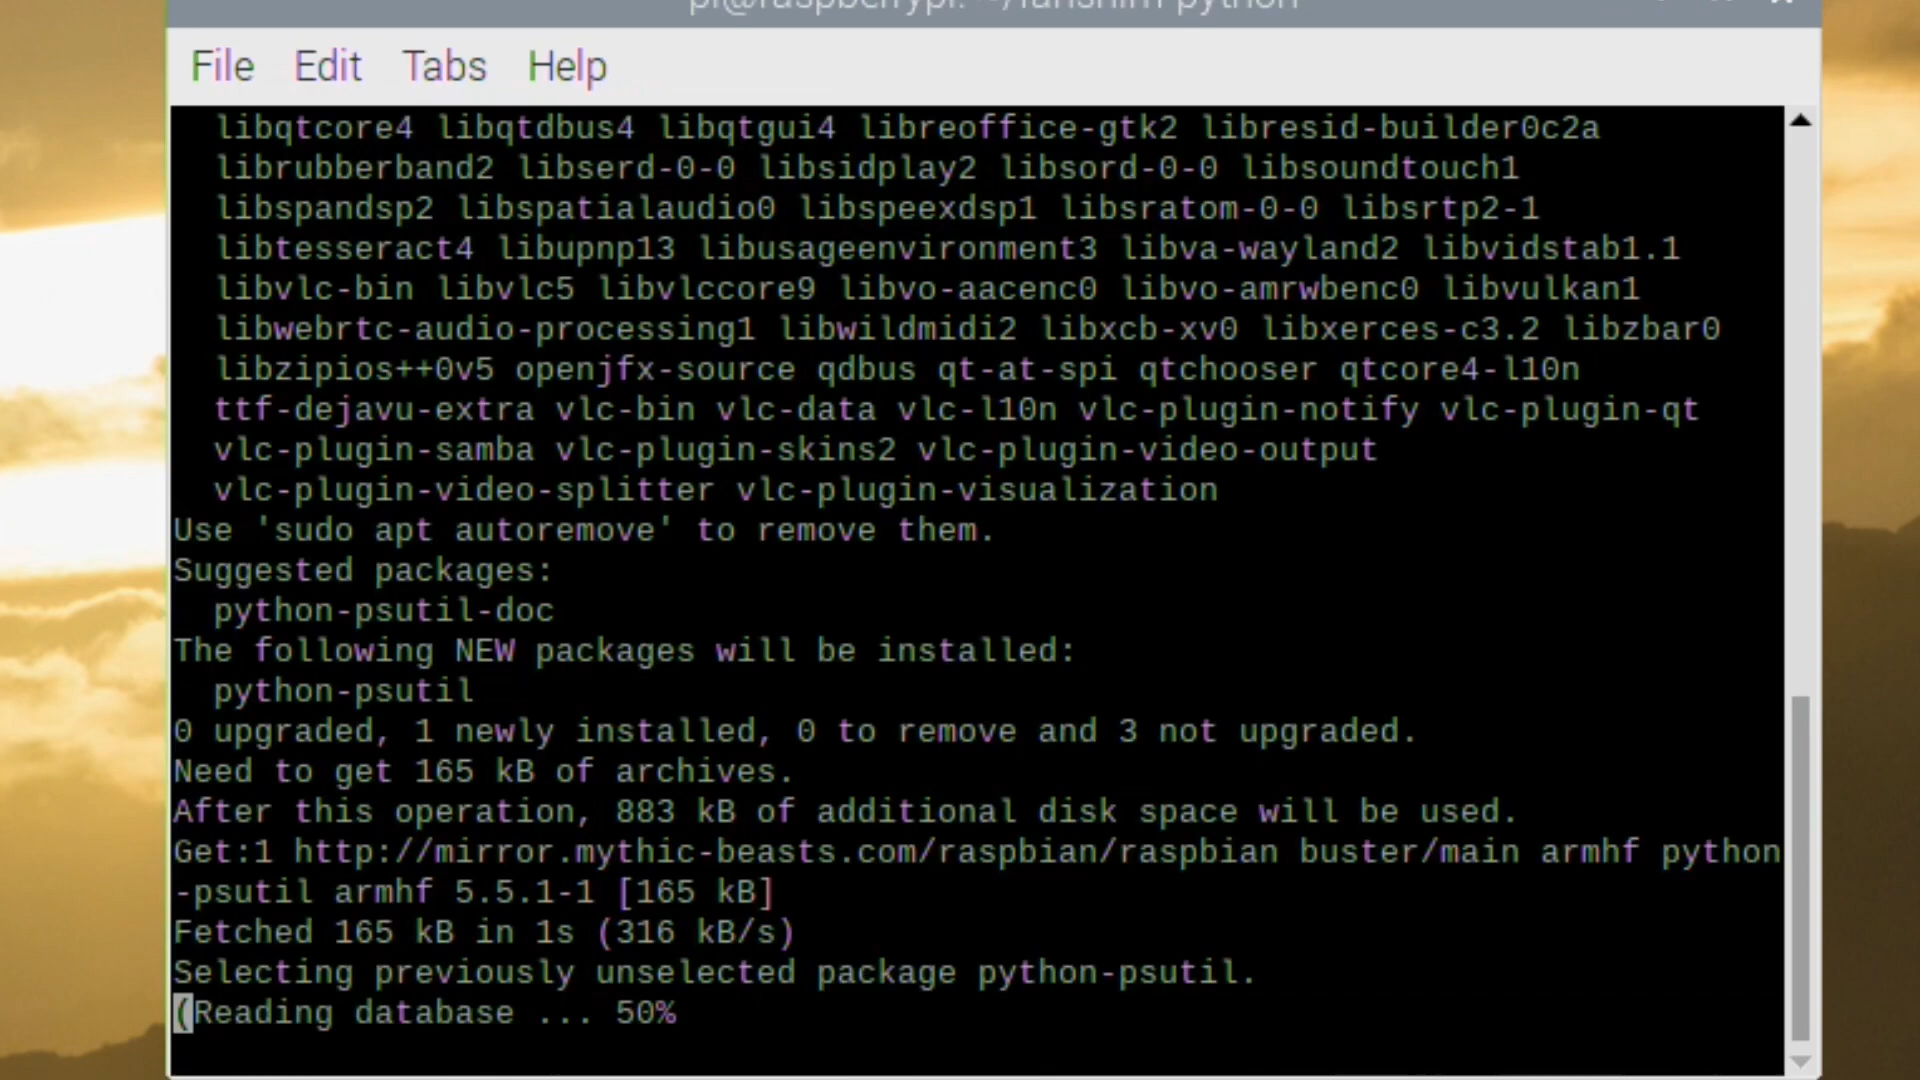 pi@raspberrypi: ~/fanshim-python
File Edit Tabs Help
libqtcore4 libqtdbus4 libqtgui4 libreoffice-gtk2 libresid-builder0c2a
librubberband2 libserd-0-0 libsidplay2 libsord-0-0 libsoundtouch1
libspandsp2 libspatialaudio0 libspeexdsp1 libsratom-0-0 libsrtp2-1
libtesseract4 libupnp13 libusageenvironment3 libva-wayland2 libvidstab1.1
libvlc-bin libvlc5 libvlccore9 libvo-aacenc0 libvo-amrwbenc0 libvulkan1
libwebrtc-audio-processing1 libwildmidi2 libxcb-xv0 libxerces-c3.2 libzbar0
libzipios++0v5 openjfx-source qdbus qt-at-spi qtchooser qtcore4-l10n
ttf-dejavu-extra vlc-bin vlc-data vlc-l10n vlc-plugin-notify vlc-plugin-qt
vlc-plugin-samba vlc-plugin-skins2 vlc-plugin-video-output
vlc-plugin-video-splitter vlc-plugin-visualization
Use 'sudo apt autoremove' to remove them.
Suggested packages:
python-psutil-doc
The following NEW packages will be installed:
python-psutil
0 upgraded, 1 newly installed, 0 to remove and 3 not upgraded.
Need to get 165 kB of archives.
After this operation, 883 kB of additional disk space will be used.
Get:1 http://mirror.mythic-beasts.com/raspbian/raspbian buster/main armhf python
-psutil armhf 5.5.1-1 [165 kB]
Fetched 165 kB in 1s (316 kB/s)
Selecting previously unselected package python-psutil.
(Reading database ... 50%